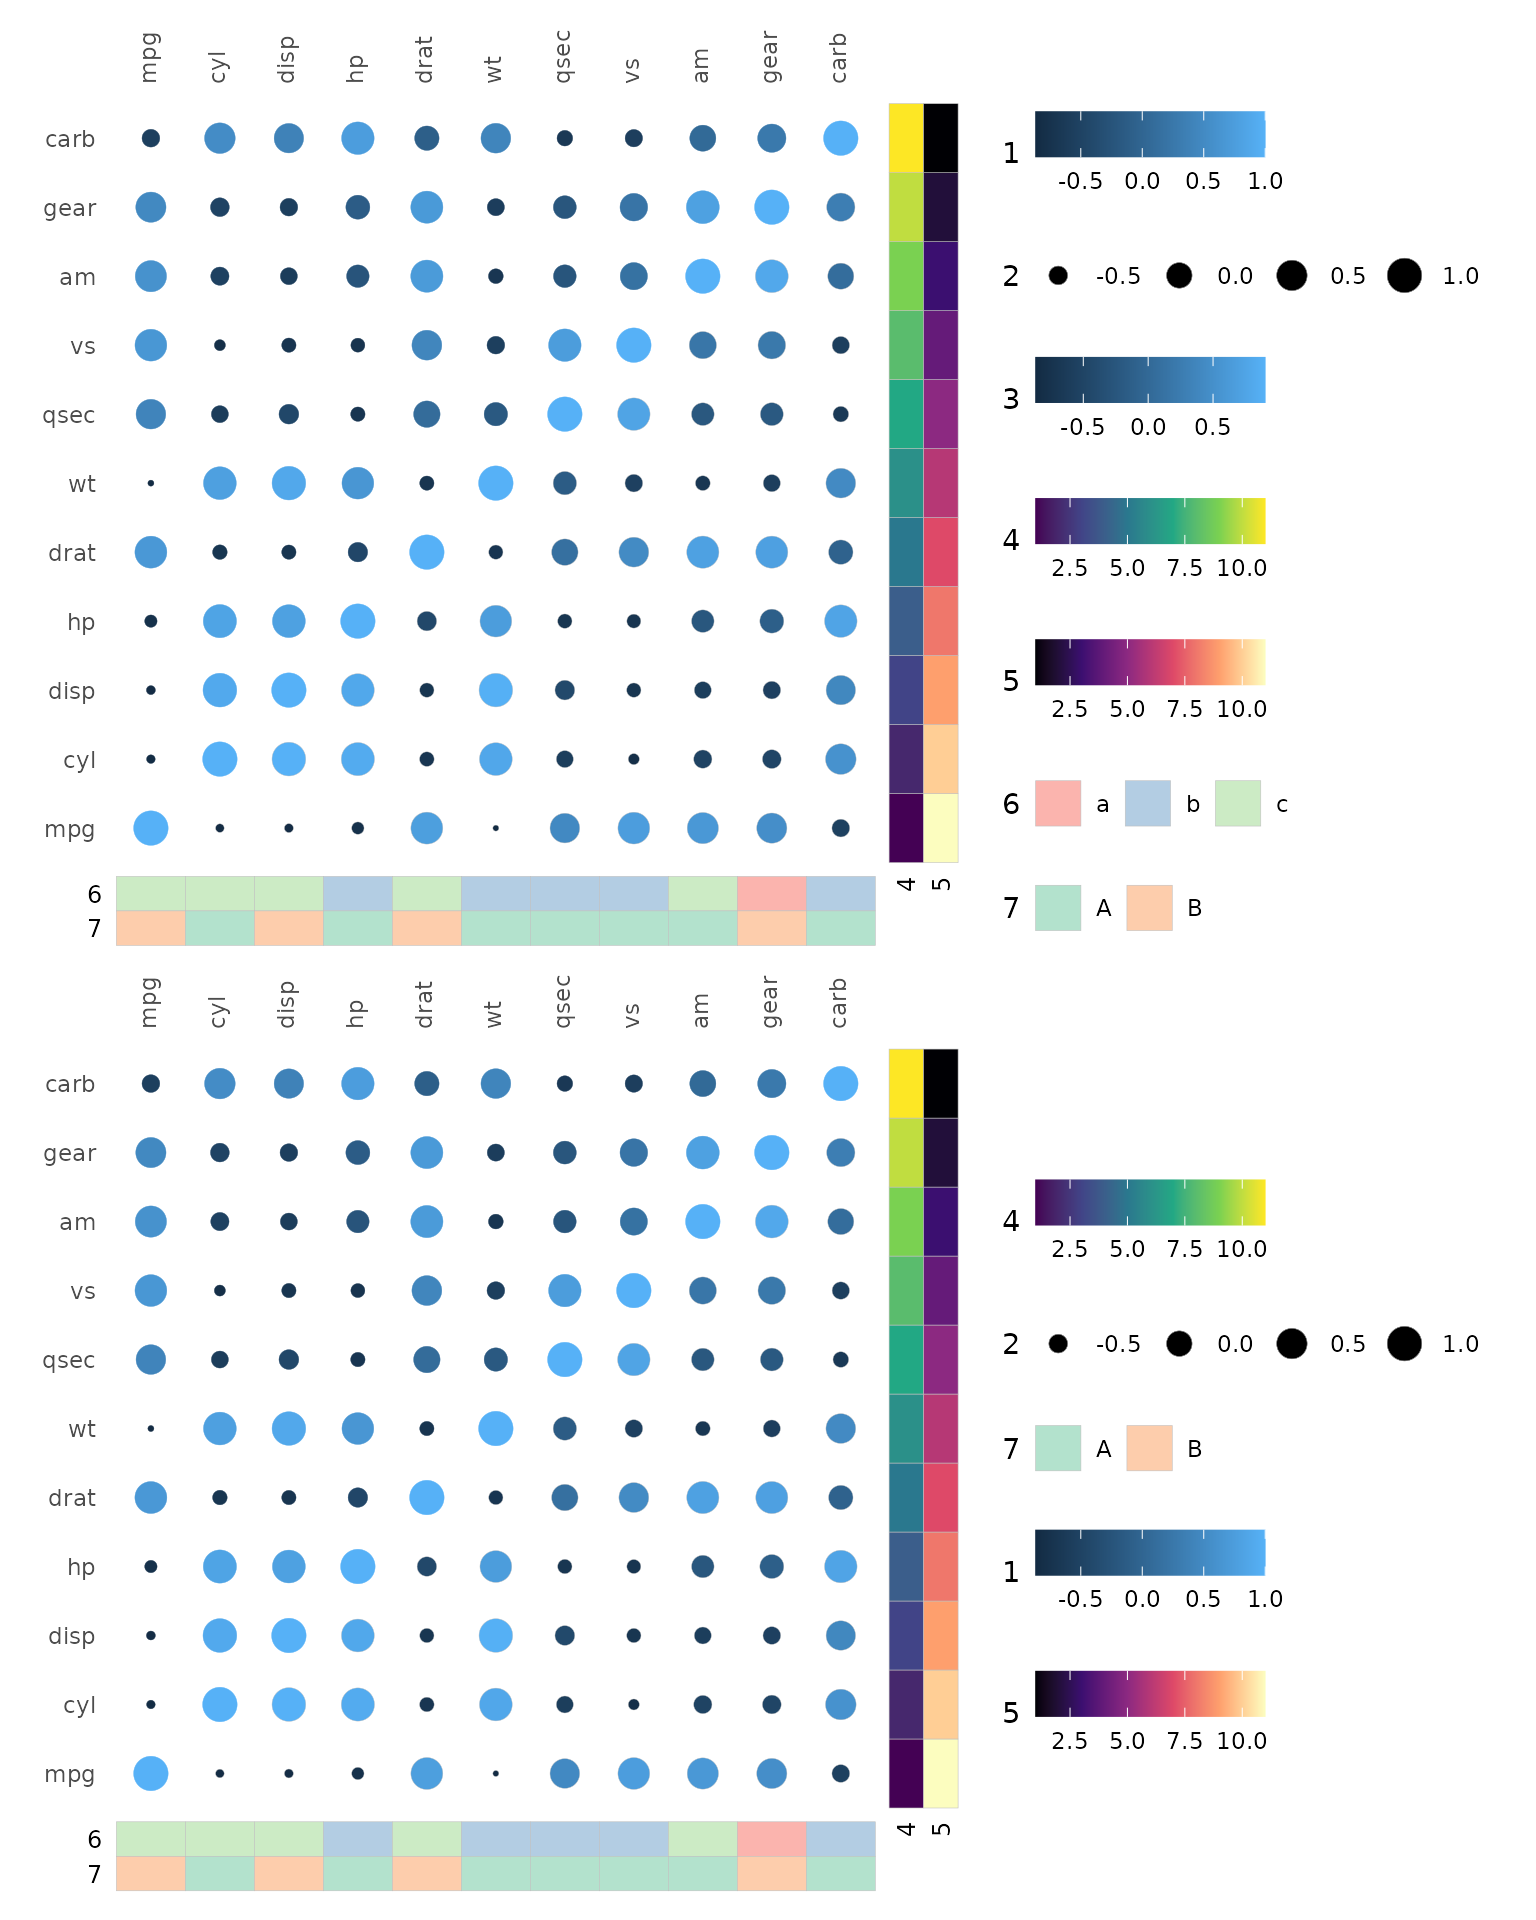 mpg cyl disp hp drat wt qsec vs am gear carb
carb
gear
am
vs
qsec
wt
drat
hp
disp
cyl
mpg
6
7
4 5
1
-0.5 0.0 0.5 1.0
2 -0.5 0.0 0.5 1.0
3
-0.5 0.0 0.5
4
2.5 5.0 7.5 10.0
5
2.5 5.0 7.5 10.0
6 a b c
7 A B
mpg cyl disp hp drat wt qsec vs am gear carb
carb
gear
am
vs
qsec
wt
drat
hp
disp
cyl
mpg
6
7
4 5
4
2.5 5.0 7.5 10.0
2 -0.5 0.0 0.5 1.0
7 A B
1
-0.5 0.0 0.5 1.0
5
2.5 5.0 7.5 10.0